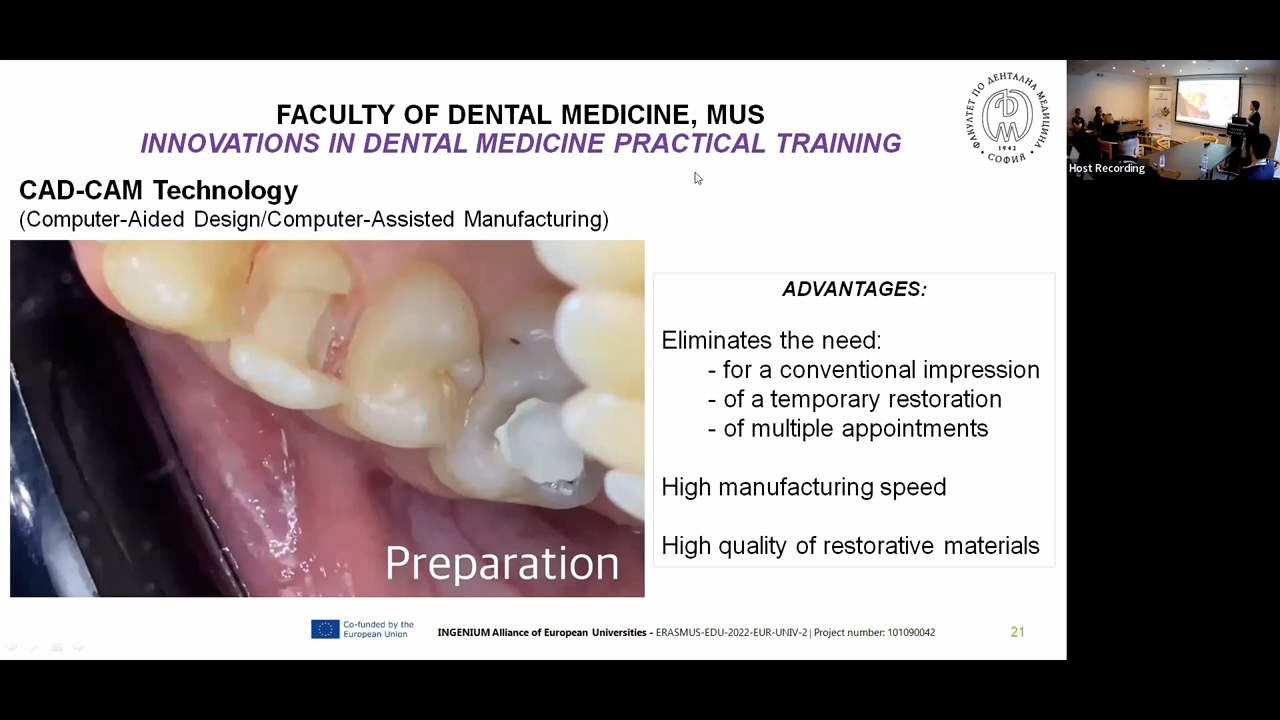 FACULTY OF DENTAL MEDICINE, MUS
INNOVATIONS IN DENTAL MEDICINE PRACTICAL TRAINING
ФАКУЛТЕТ ПО ДЕНТАЛНА МЕДИЦИНА
1942
• СОФИЯ •
Host Recording
CAD-CAM Technology
(Computer-Aided Design/Computer-Assisted Manufacturing)
Preparation
ADVANTAGES:
Eliminates the need:
- for a conventional impression
- of a temporary restoration
- of multiple appointments
High manufacturing speed
High quality of restorative materials
Co-funded by the
European Union
INGENIUM Alliance of European Universities - ERASMUS-EDU-2022-EUR-UNIV-2 | Project number: 101090042
21